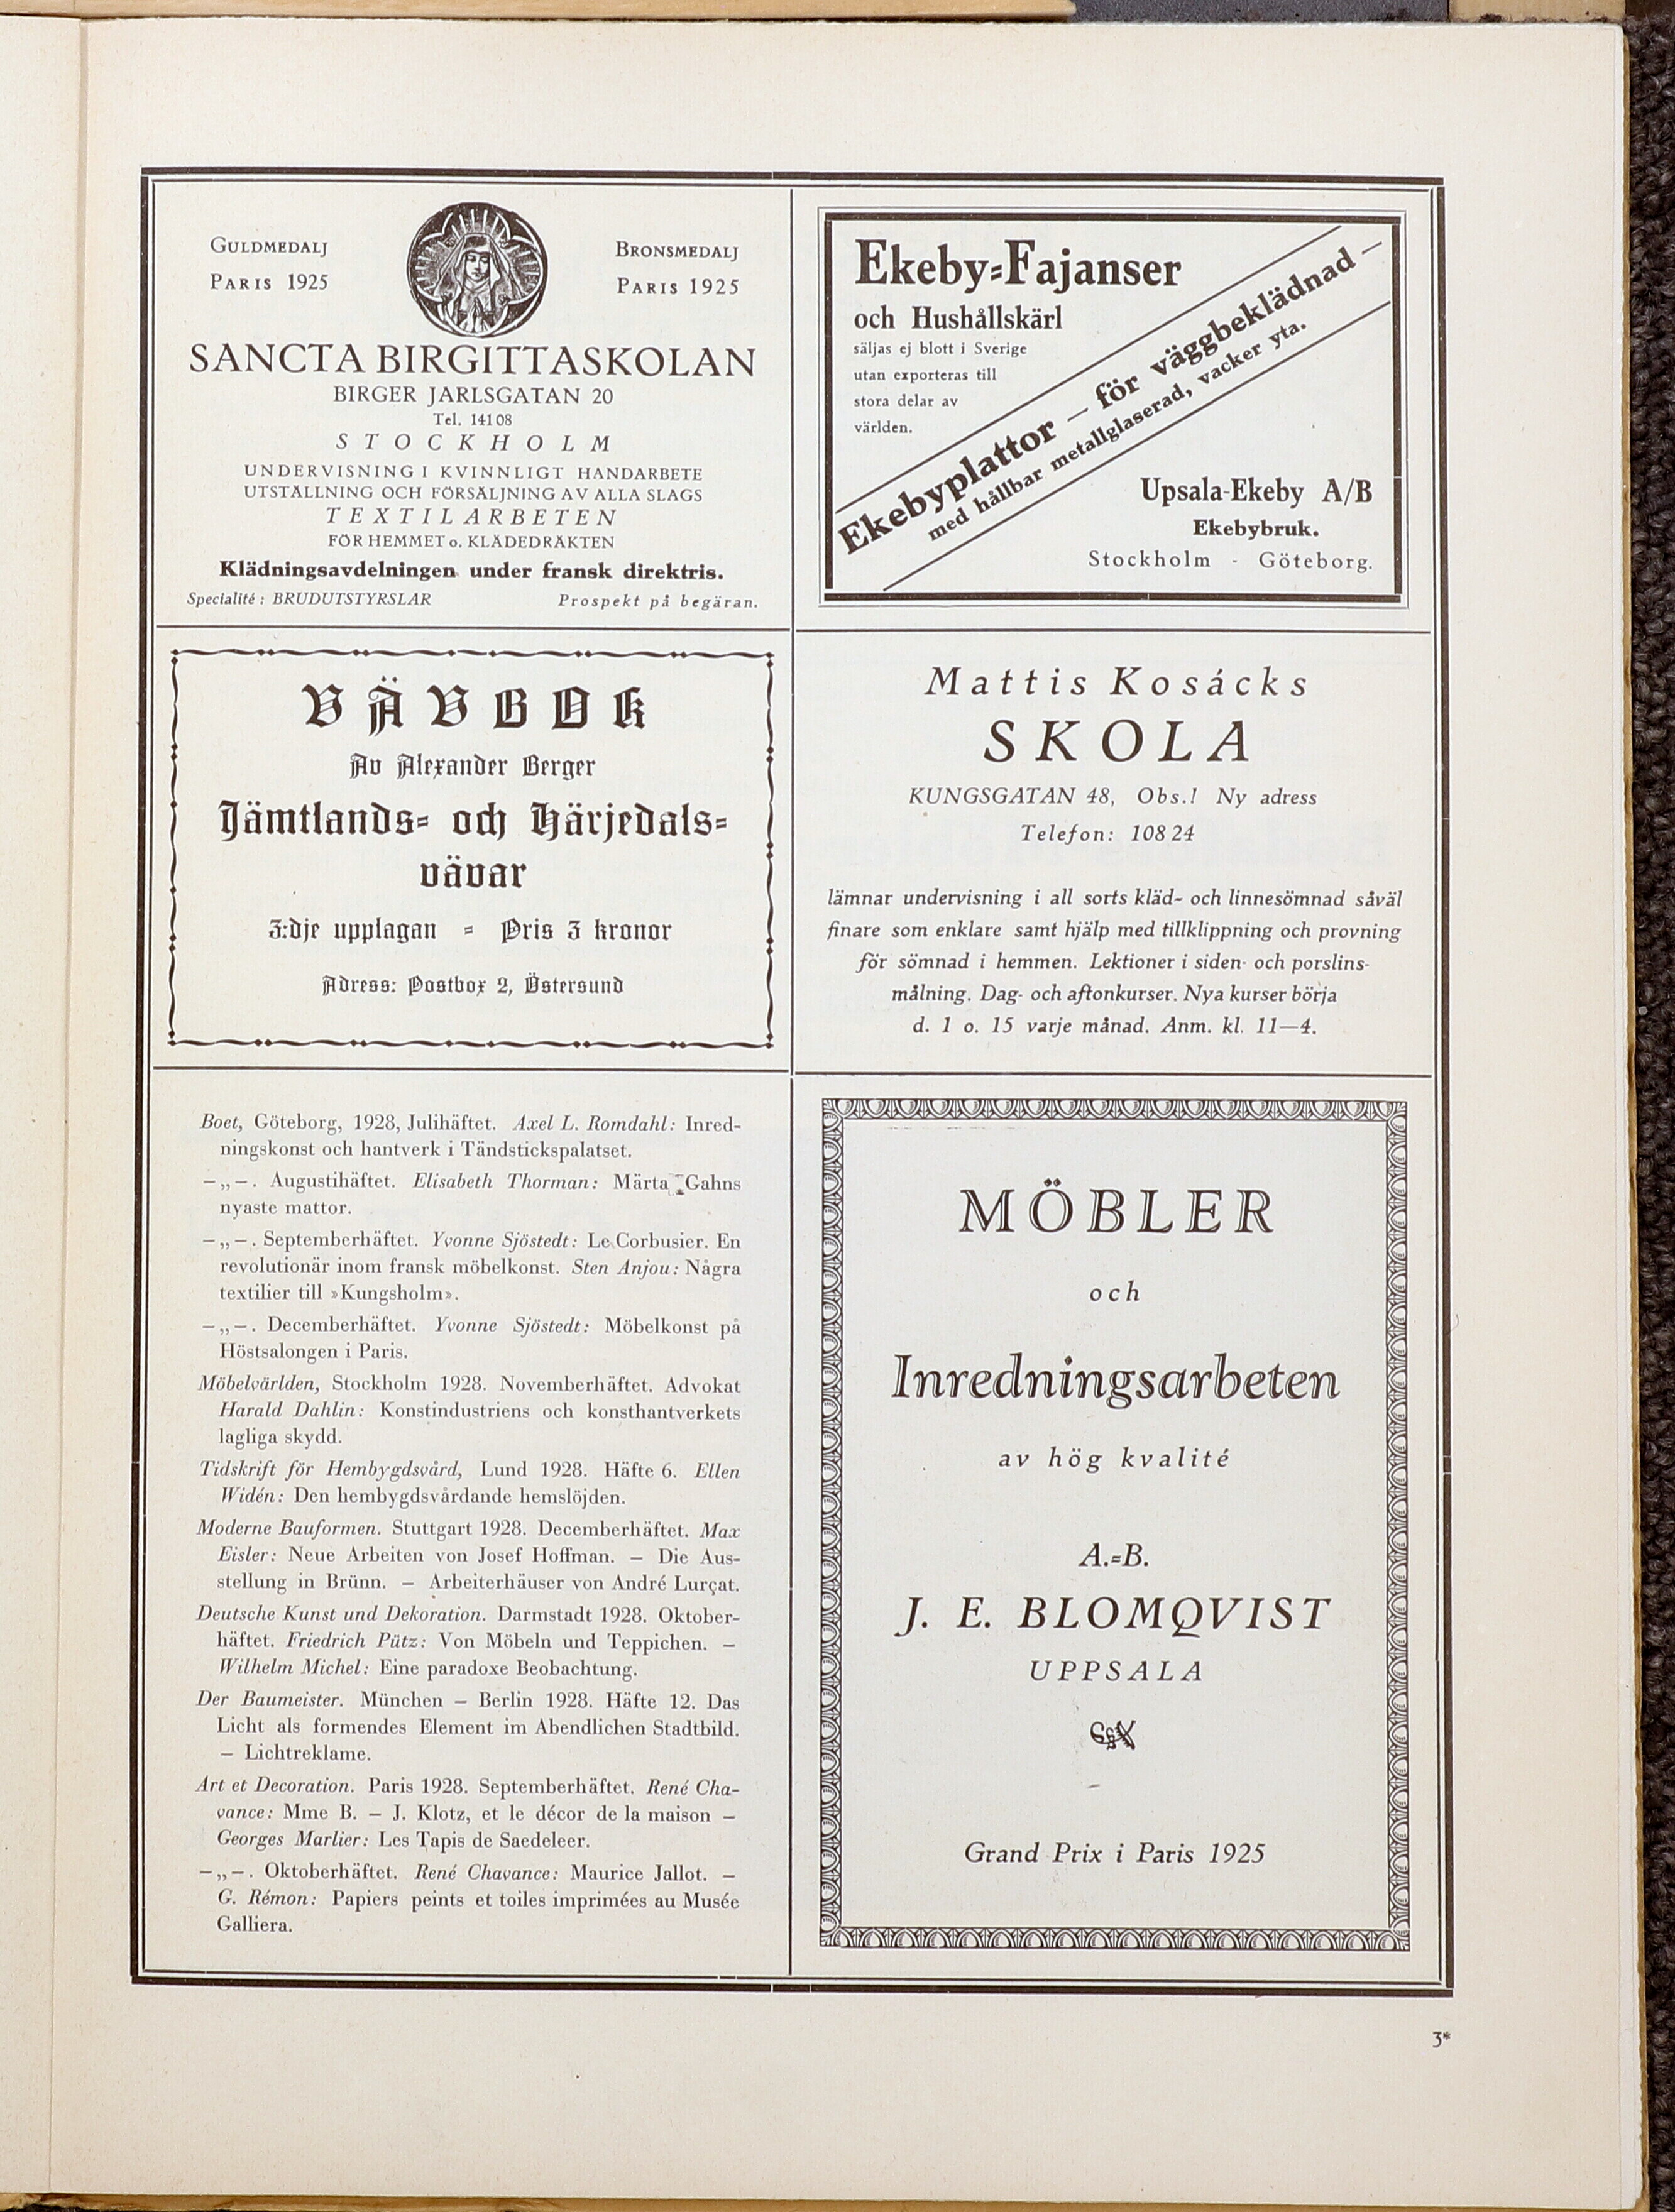 GULDMEDALJ
PARIS 1925
BRONSMEDALJ
PARIS 1925
SANCTA BIRGITTASKOLAN
BIRGER JARLSGATAN 20
Tel. 141 08
STOCKHOLM
UNDERVISNING I KVINNLIGT HANDARBETE
UTSTÄLLNING OCH FÖRSÄLJNING AV ALLA SLAGS
TEXTILARBETEN
FÖR HEMMET o. KLÄDEDRÄKTEN
Klädningsavdelningen under fransk direktris.
Specialité: BRUDUTSTYRSLAR Prospekt på begäran.
Ekeby-Fajanser
och Hushållskärl
säljas ej blott i Sverige
utan exporteras till
stora delar av
världen.
Ekebyplattor — för väggbeklädnad —
med hållbar metallglaserad, vacker yta.
Upsala-Ekeby A/B
Ekebybruk.
Stockholm - Göteborg.
VÄVBOK
Av Alexander Berger
Jämtlands- och Härjedals-
vävar
3:dje upplagan - Pris 3 kronor
Adress: Postbox 2, Östersund
Mattis Kosácks
SKOLA
KUNGSGATAN 48, Obs.! Ny adress
Telefon: 108 24
lämnar undervisning i all sorts kläd- och linnesömnad såväl
finare som enklare samt hjälp med tillklippning och provning
för sömnad i hemmen. Lektioner i siden- och porslins-
målning. Dag- och aftonkurser. Nya kurser börja
d. 1 o. 15 varje månad. Anm. kl. 11—4.
Boet, Göteborg, 1928, Julihäftet. Axel L. Romdahl: Inred-
ningskonst och hantverk i Tändstickspalatset.
–„–. Augustihäftet. Elisabeth Thorman: Märta Gahns
nyaste mattor.
–„–. Septemberhäftet. Yvonne Sjöstedt: Le Corbusier. En
revolutionär inom fransk möbelkonst. Sten Anjou: Några
textilier till »Kungsholm».
–„–. Decemberhäftet. Yvonne Sjöstedt: Möbelkonst på
Höstsalongen i Paris.
Möbelvärlden, Stockholm 1928. Novemberhäftet. Advokat
Harald Dahlin: Konstindustriens och konsthantverkets
lagliga skydd.
Tidskrift för Hembygdsvård, Lund 1928. Häfte 6. Ellen
Widén: Den hembygdsvårdande hemslöjden.
Moderne Bauformen. Stuttgart 1928. Decemberhäftet. Max
Eisler: Neue Arbeiten von Josef Hoffman. — Die Aus-
stellung in Brünn. — Arbeiterhäuser von André Lurçat.
Deutsche Kunst und Dekoration. Darmstadt 1928. Oktober-
häftet. Friedrich Pütz: Von Möbeln und Teppichen. —
Wilhelm Michel: Eine paradoxe Beobachtung.
Der Baumeister. München — Berlin 1928. Häfte 12. Das
Licht als formendes Element im Abendlichen Stadtbild.
— Lichtreklame.
Art et Decoration. Paris 1928. Septemberhäftet. René Cha-
vance: Mme B. — J. Klotz, et le décor de la maison —
Georges Marlier: Les Tapis de Saedeleer.
–„–. Oktoberhäftet. René Chavance: Maurice Jallot. —
G. Rémon: Papiers peints et toiles imprimées au Musée
Galliera.
MÖBLER
och
Inredningsarbeten
av hög kvalité
A.-B.
J. E. BLOMQVIST
UPPSALA
Grand Prix i Paris 1925
3*